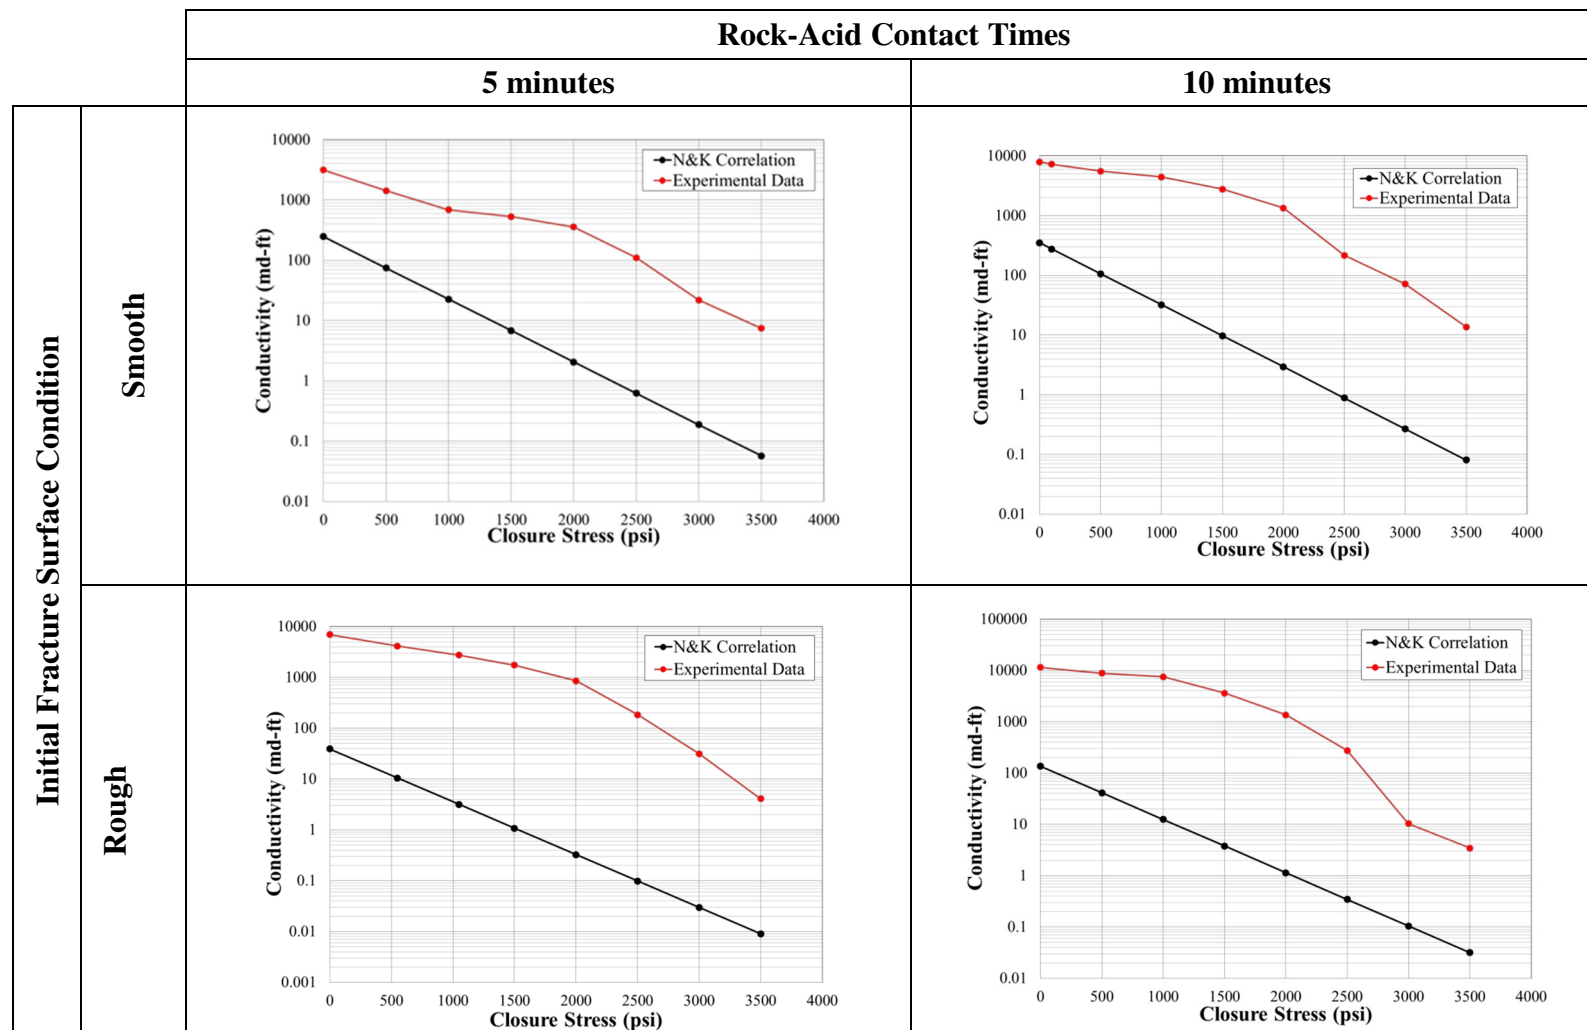 Rock-Acid Contact Times
5 minutes
10 minutes
Initial Fracture Surface Condition
Smooth
10000
1000
100
10
1
0.1
0.01
Conductivity (md-ft)
N&K Correlation
Experimental Data
0 500 1000 1500 2000 2500 3000 3500 4000
Closure Stress (psi)
10000
1000
100
10
1
0.1
0.01
Conductivity (md-ft)
N&K Correlation
Experimental Data
0 500 1000 1500 2000 2500 3000 3500 4000
Closure Stress (psi)
Rough
10000
1000
100
10
1
0.1
0.01
0.001
Conductivity (md-ft)
N&K Correlation
Experimental Data
0 500 1000 1500 2000 2500 3000 3500 4000
Closure Stress (psi)
100000
10000
1000
100
10
1
0.1
0.01
Conductivity (md-ft)
N&K Correlation
Experimental Data
0 500 1000 1500 2000 2500 3000 3500 4000
Closure Stress (psi)